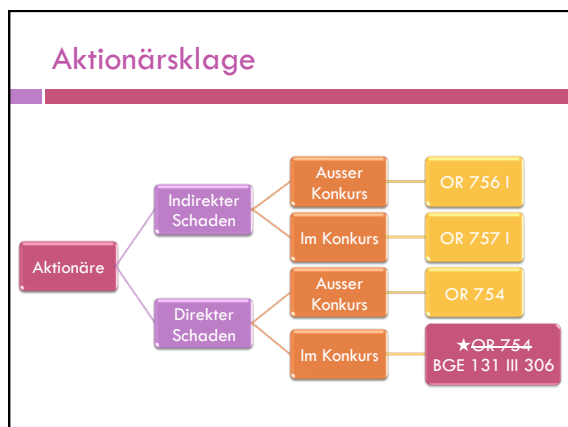 Aktionärsklage
Aktionäre
Indirekter
Schaden
Ausser
Konkurs
OR 756 I
Im Konkurs
OR 757 I
Direkter
Schaden
Ausser
Konkurs
OR 754
Im Konkurs
★OR 754
BGE 131 III 306